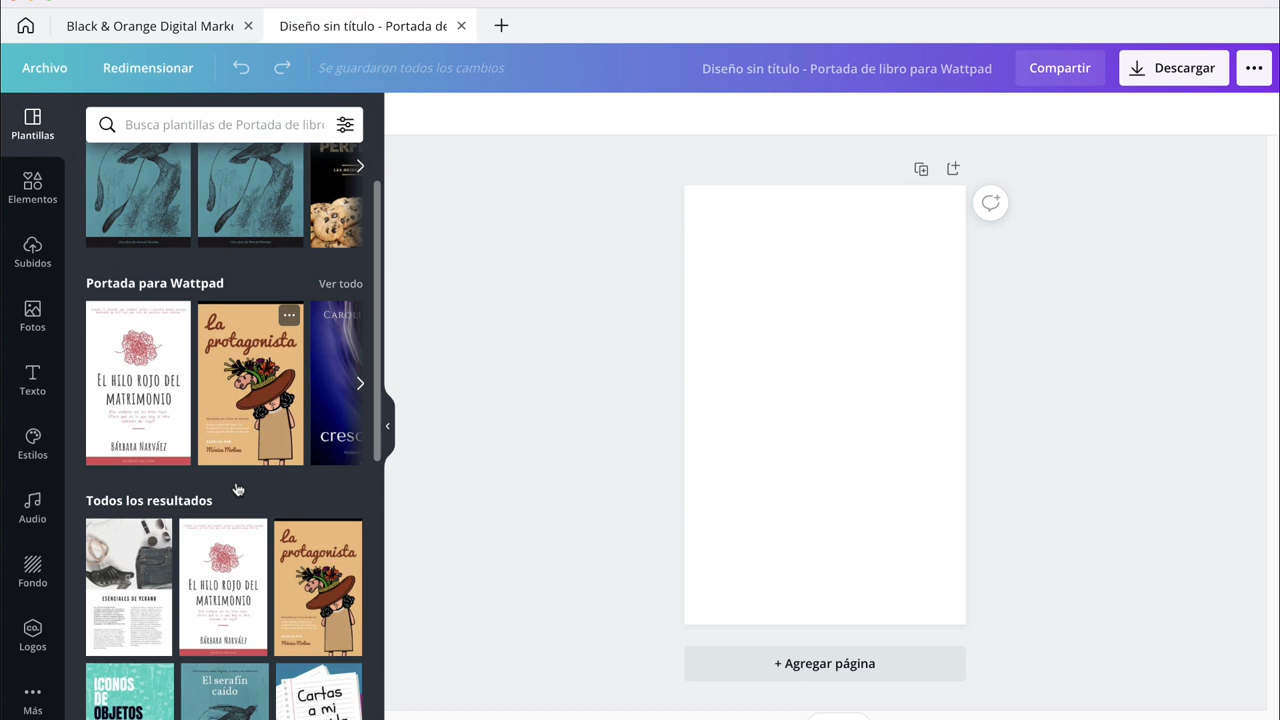 Black & Orange Digital Marke
Diseño sin título - Portada de
Archivo
Redimensionar
Se guardaron todos los cambios
Diseño sin título - Portada de libro para Wattpad
Compartir
Descargar
Plantillas
Elementos
Subidos
Fotos
Texto
Estilos
Audio
Fondo
Logos
Más
Busca plantillas de Portada de libro
Portada para Wattpad
Ver todo
EL HILO ROJO DEL
MATRIMONIO
BÁRBARA NARVÁEZ
La
protagonista
Mónica Molina
CAROL
cresc
Todos los resultados
ESENCIALES DE VERANO
EL HILO ROJO DEL
MATRIMONIO
BÁRBARA NARVÁEZ
La
protagonista
ICONOS
DE
OBJETOS
El serafín
caído
Cartas
a mi
+ Agregar página